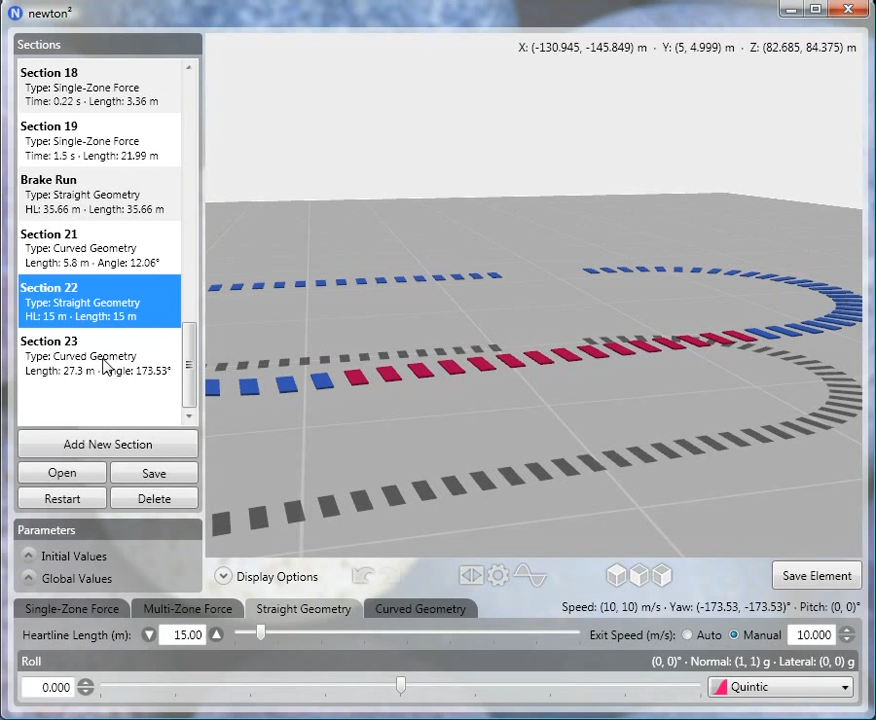 newton²
Sections
X: (-130.945, -145.849) m · Y: (5, 4.999) m · Z: (82.685, 84.375) m
Section 18
Type: Single-Zone Force
Time: 0.22 s · Length: 3.36 m
Section 19
Type: Single-Zone Force
Time: 1.5 s · Length: 21.99 m
Brake Run
Type: Straight Geometry
HL: 35.66 m · Length: 35.66 m
Section 21
Type: Curved Geometry
Length: 5.8 m · Angle: 12.06°
Section 22
Type: Straight Geometry
HL: 15 m · Length: 15 m
Section 23
Type: Curved Geometry
Length: 27.3 m · Angle: 173.53°
Add New Section
Open Save
Restart Delete
Parameters
Initial Values
Global Values
Display Options
Save Element
Single-Zone Force Multi-Zone Force Straight Geometry Curved Geometry Speed: (10, 10) m/s · Yaw: (-173.53, -173.53)° · Pitch: (0, 0)°
Heartline Length (m): 15.00 Exit Speed (m/s): Auto Manual 10.000
Roll (0, 0)° · Normal: (1, 1) g · Lateral: (0, 0) g
0.000 Quintic